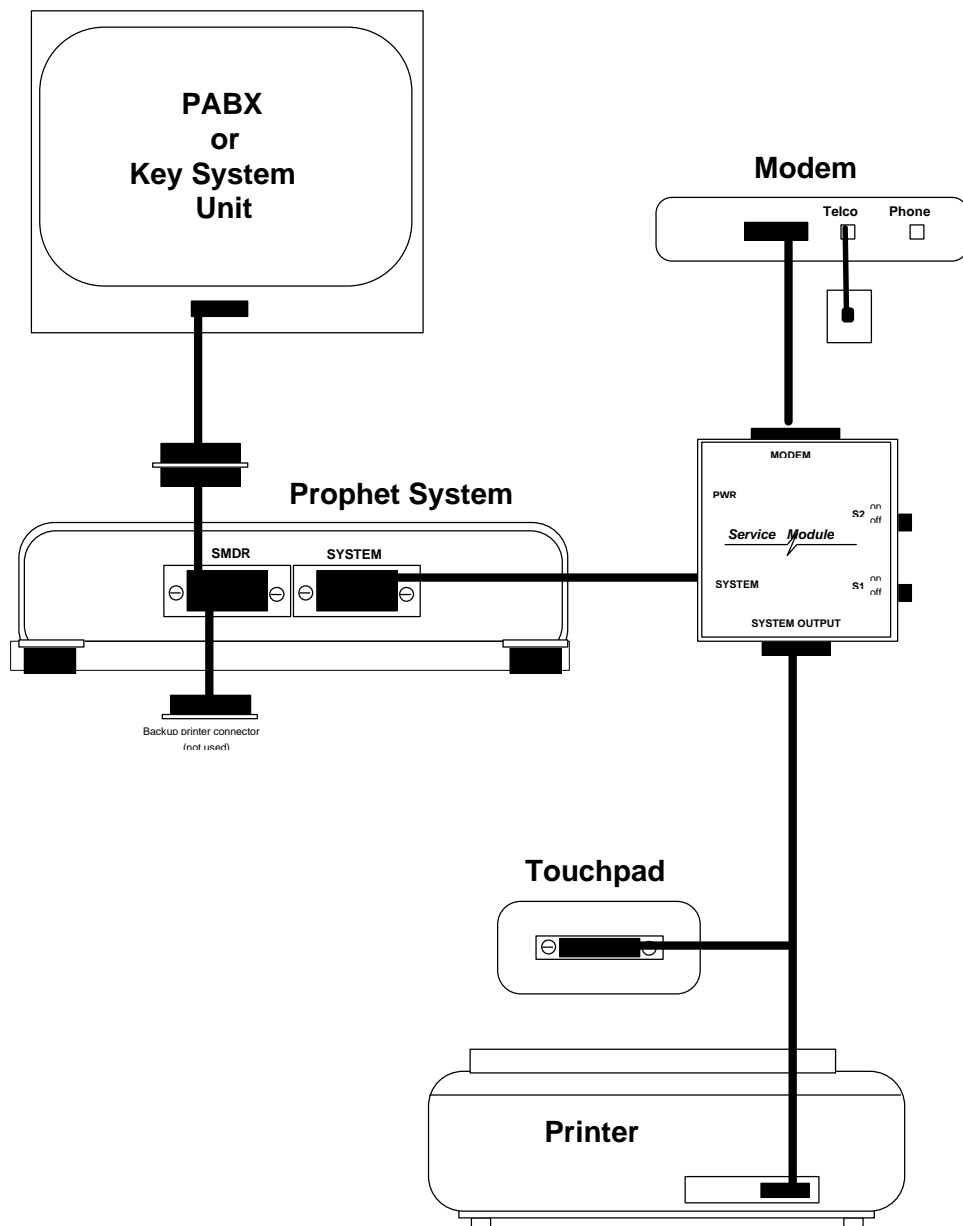 PABX
or
Key System
Unit
Modem
Telco Phone
MODEM
PWR
S2 on
off
Service Module
SYSTEM
S1 on
off
SYSTEM OUTPUT
Prophet System
SMDR SYSTEM
Backup printer connector
(not used)
Touchpad
Printer